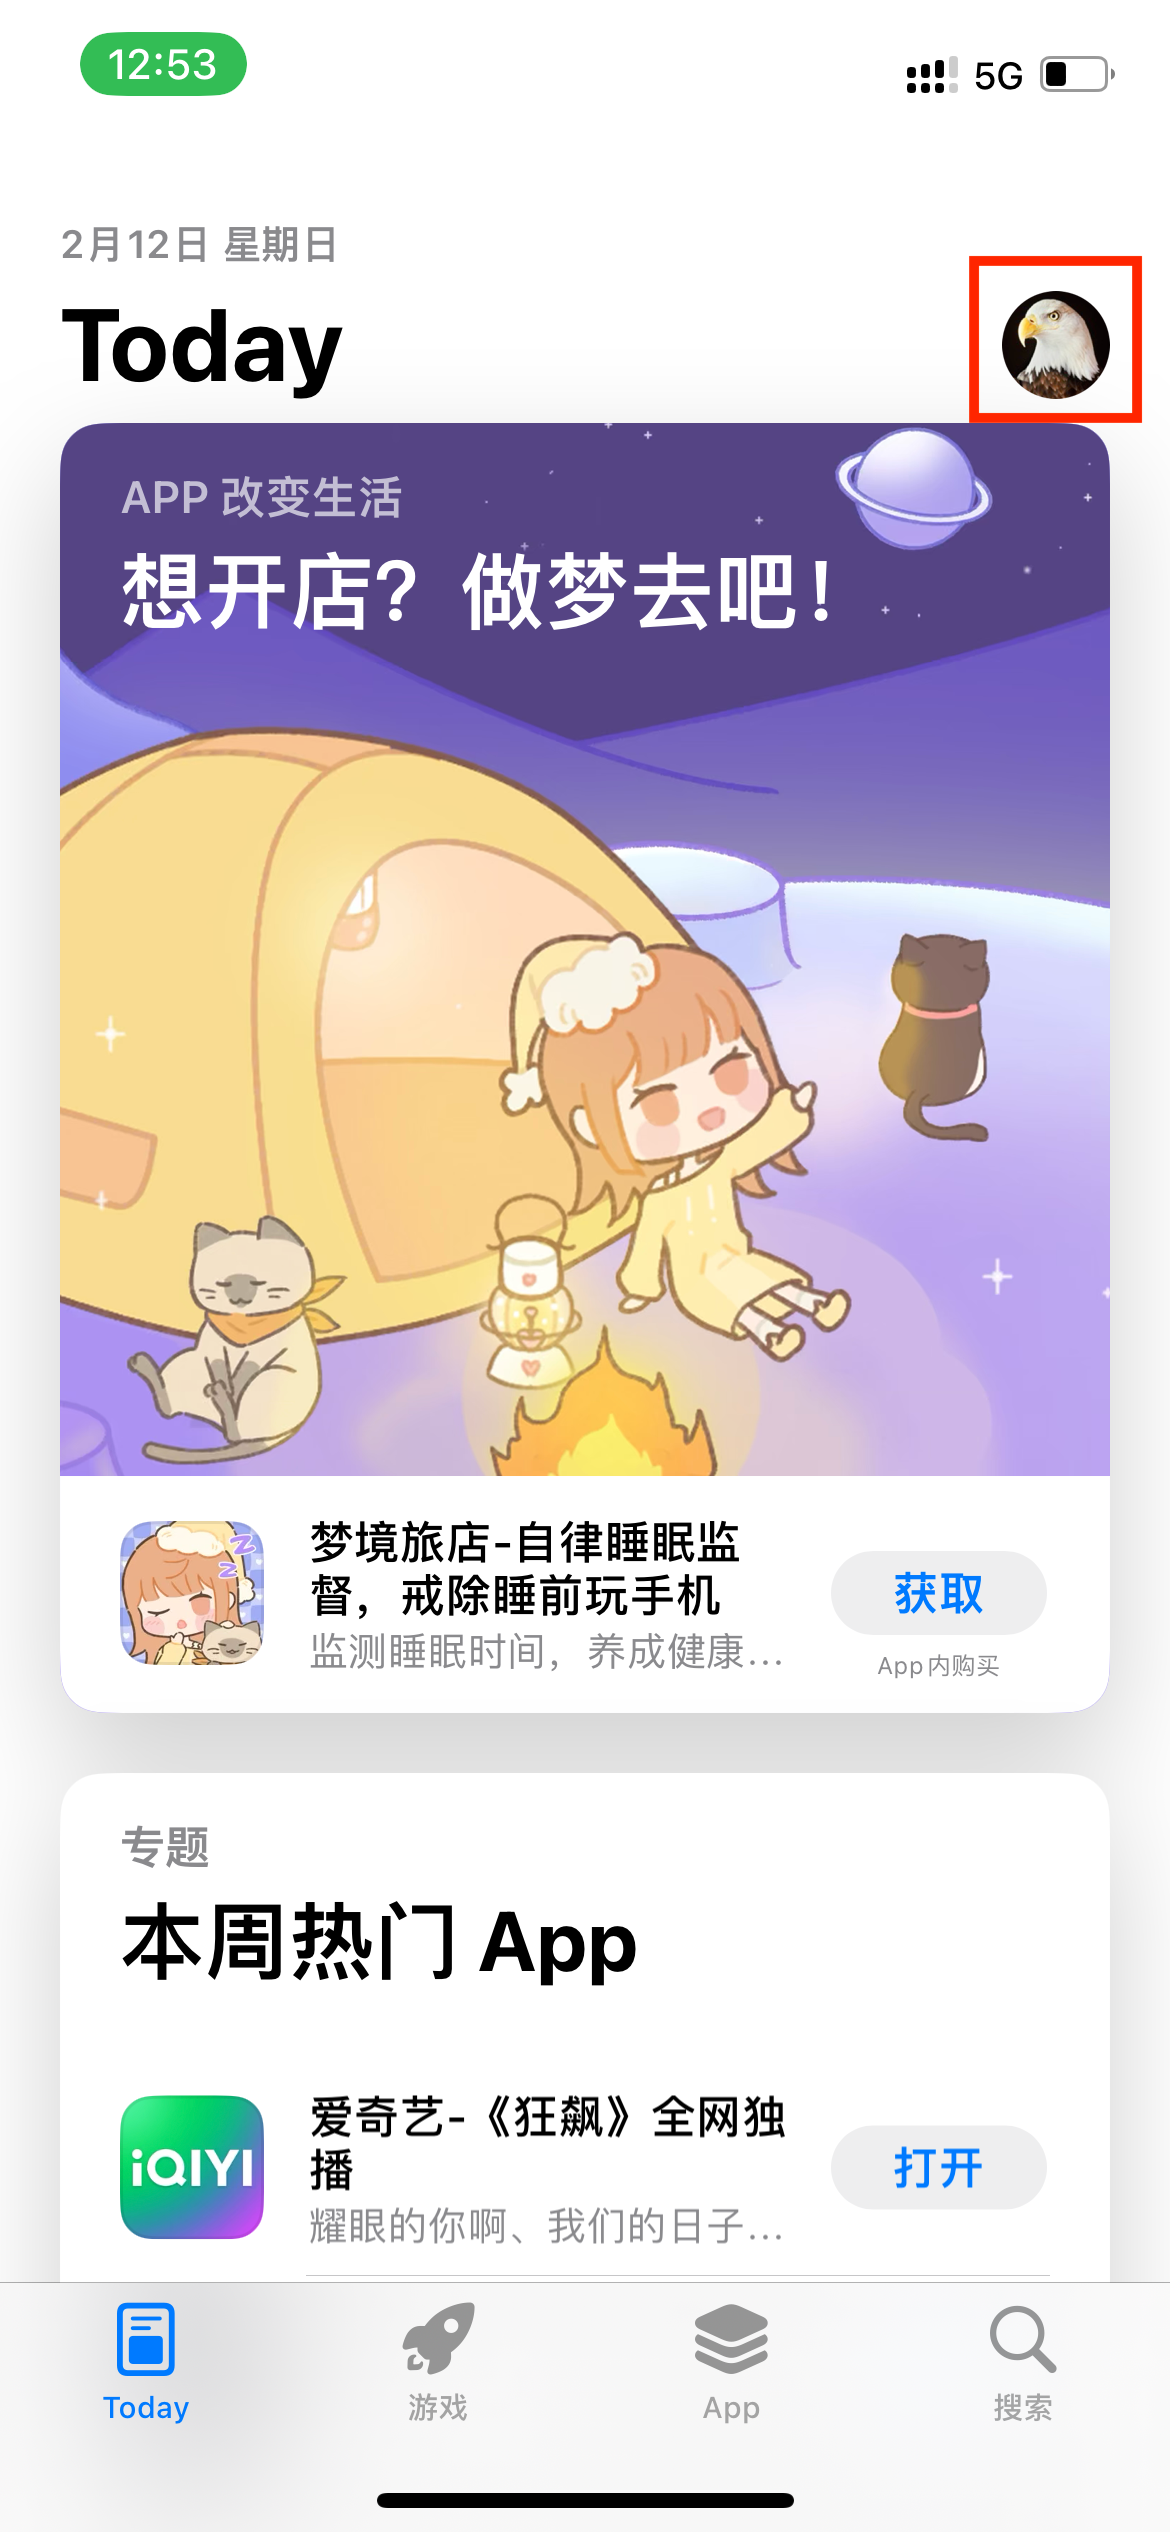 12:53
5G
2月12日 星期日
Today
APP 改变生活
想开店？做梦去吧！
梦境旅店-自律睡眠监
督，戒除睡前玩手机
监测睡眠时间，养成健康...
获取
App内购买
专题
本周热门 App
iQIYI
爱奇艺-《狂飙》全网独
播
耀眼的你啊、我们的日子...
打开
Today
游戏
App
搜索